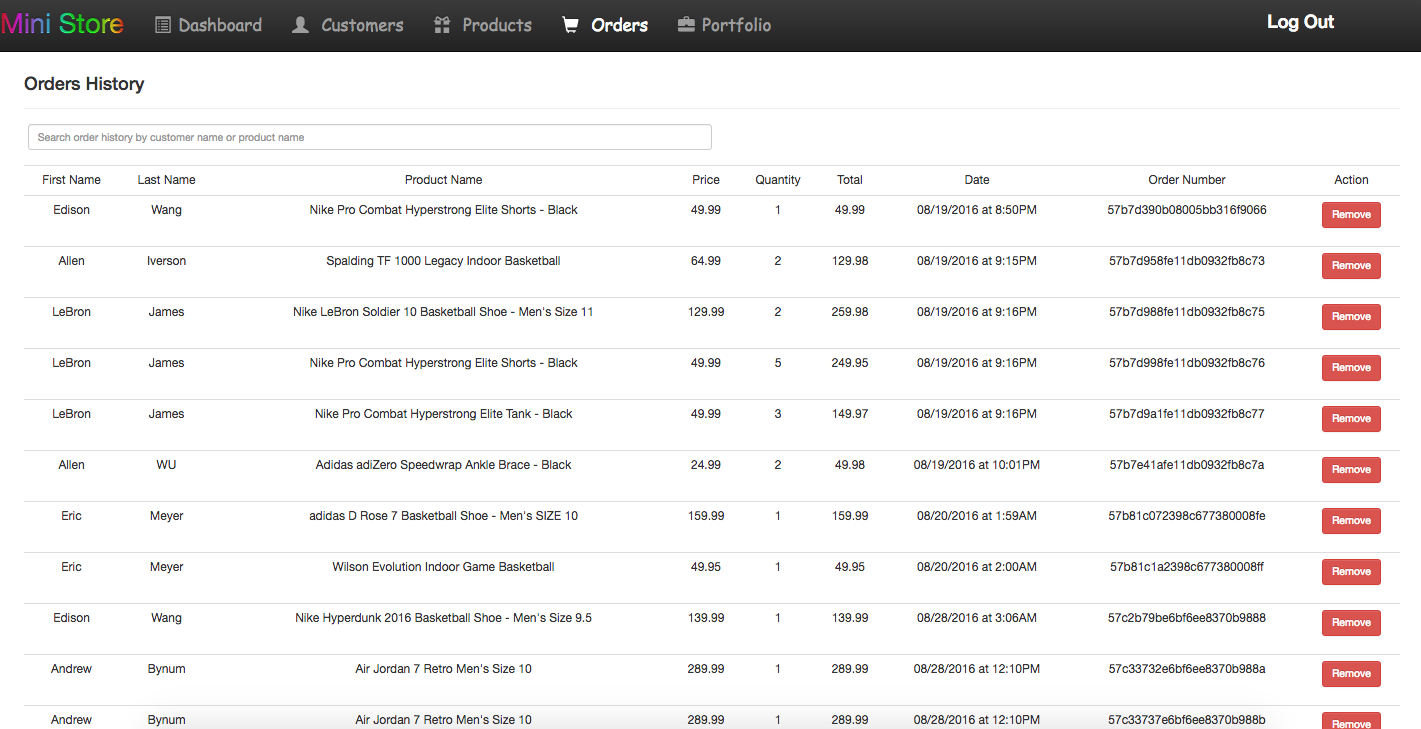 Mini Store Dashboard Customers Products Orders Portfolio Log Out
Orders History
Search order history by customer name or product name
First Name Last Name Product Name Price Quantity Total Date Order Number Action
Edison Wang Nike Pro Combat Hyperstrong Elite Shorts - Black 49.99 1 49.99 08/19/2016 at 8:50PM 57b7d390b08005bb316f9066 Remove
Allen Iverson Spalding TF 1000 Legacy Indoor Basketball 64.99 2 129.98 08/19/2016 at 9:15PM 57b7d958fe11db0932fb8c73 Remove
LeBron James Nike LeBron Soldier 10 Basketball Shoe - Men's Size 11 129.99 2 259.98 08/19/2016 at 9:16PM 57b7d988fe11db0932fb8c75 Remove
LeBron James Nike Pro Combat Hyperstrong Elite Shorts - Black 49.99 5 249.95 08/19/2016 at 9:16PM 57b7d998fe11db0932fb8c76 Remove
LeBron James Nike Pro Combat Hyperstrong Elite Tank - Black 49.99 3 149.97 08/19/2016 at 9:16PM 57b7d9a1fe11db0932fb8c77 Remove
Allen WU Adidas adiZero Speedwrap Ankle Brace - Black 24.99 2 49.98 08/19/2016 at 10:01PM 57b7e41afe11db0932fb8c7a Remove
Eric Meyer adidas D Rose 7 Basketball Shoe - Men's SIZE 10 159.99 1 159.99 08/20/2016 at 1:59AM 57b81c072398c677380008fe Remove
Eric Meyer Wilson Evolution Indoor Game Basketball 49.95 1 49.95 08/20/2016 at 2:00AM 57b81c1a2398c677380008ff Remove
Edison Wang Nike Hyperdunk 2016 Basketball Shoe - Men's Size 9.5 139.99 1 139.99 08/28/2016 at 3:06AM 57c2b79be6bf6ee8370b9888 Remove
Andrew Bynum Air Jordan 7 Retro Men's Size 10 289.99 1 289.99 08/28/2016 at 12:10PM 57c33732e6bf6ee8370b988a Remove
Andrew Bynum Air Jordan 7 Retro Men's Size 10 289.99 1 289.99 08/28/2016 at 12:10PM 57c33737e6bf6ee8370b988b Remove